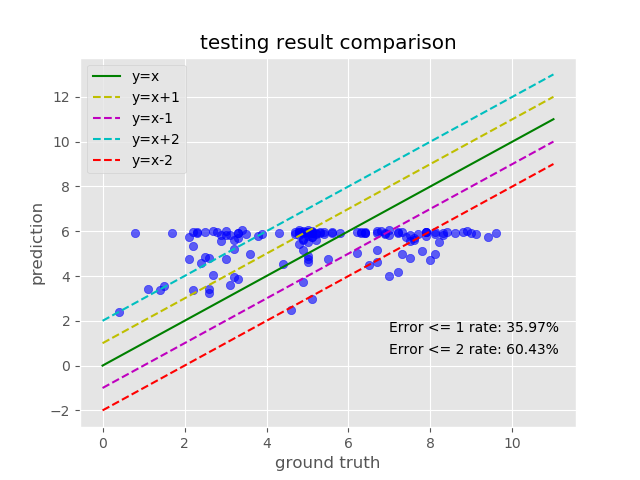 testing result comparison
y=x
y=x+1
y=x-1
y=x+2
y=x-2
12
10
8
6
4
2
0
−2
prediction
Error <= 1 rate: 35.97%
Error <= 2 rate: 60.43%
0 2 4 6 8 10
ground truth